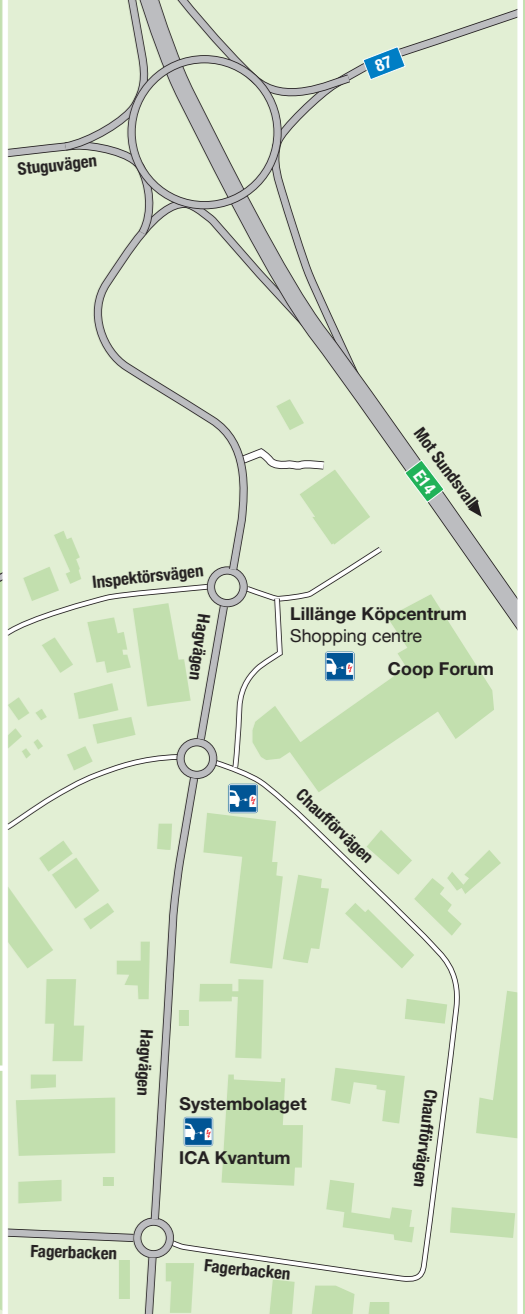 87
Stuguvägen
Mot Sundsvall
E14
Inspektörsvägen
Hagvägen
Lillänge Köpcentrum
Shopping centre
Coop Forum
Chaufförvägen
Hagvägen
Systembolaget
ICA Kvantum
Chaufförvägen
Fagerbacken
Fagerbacken